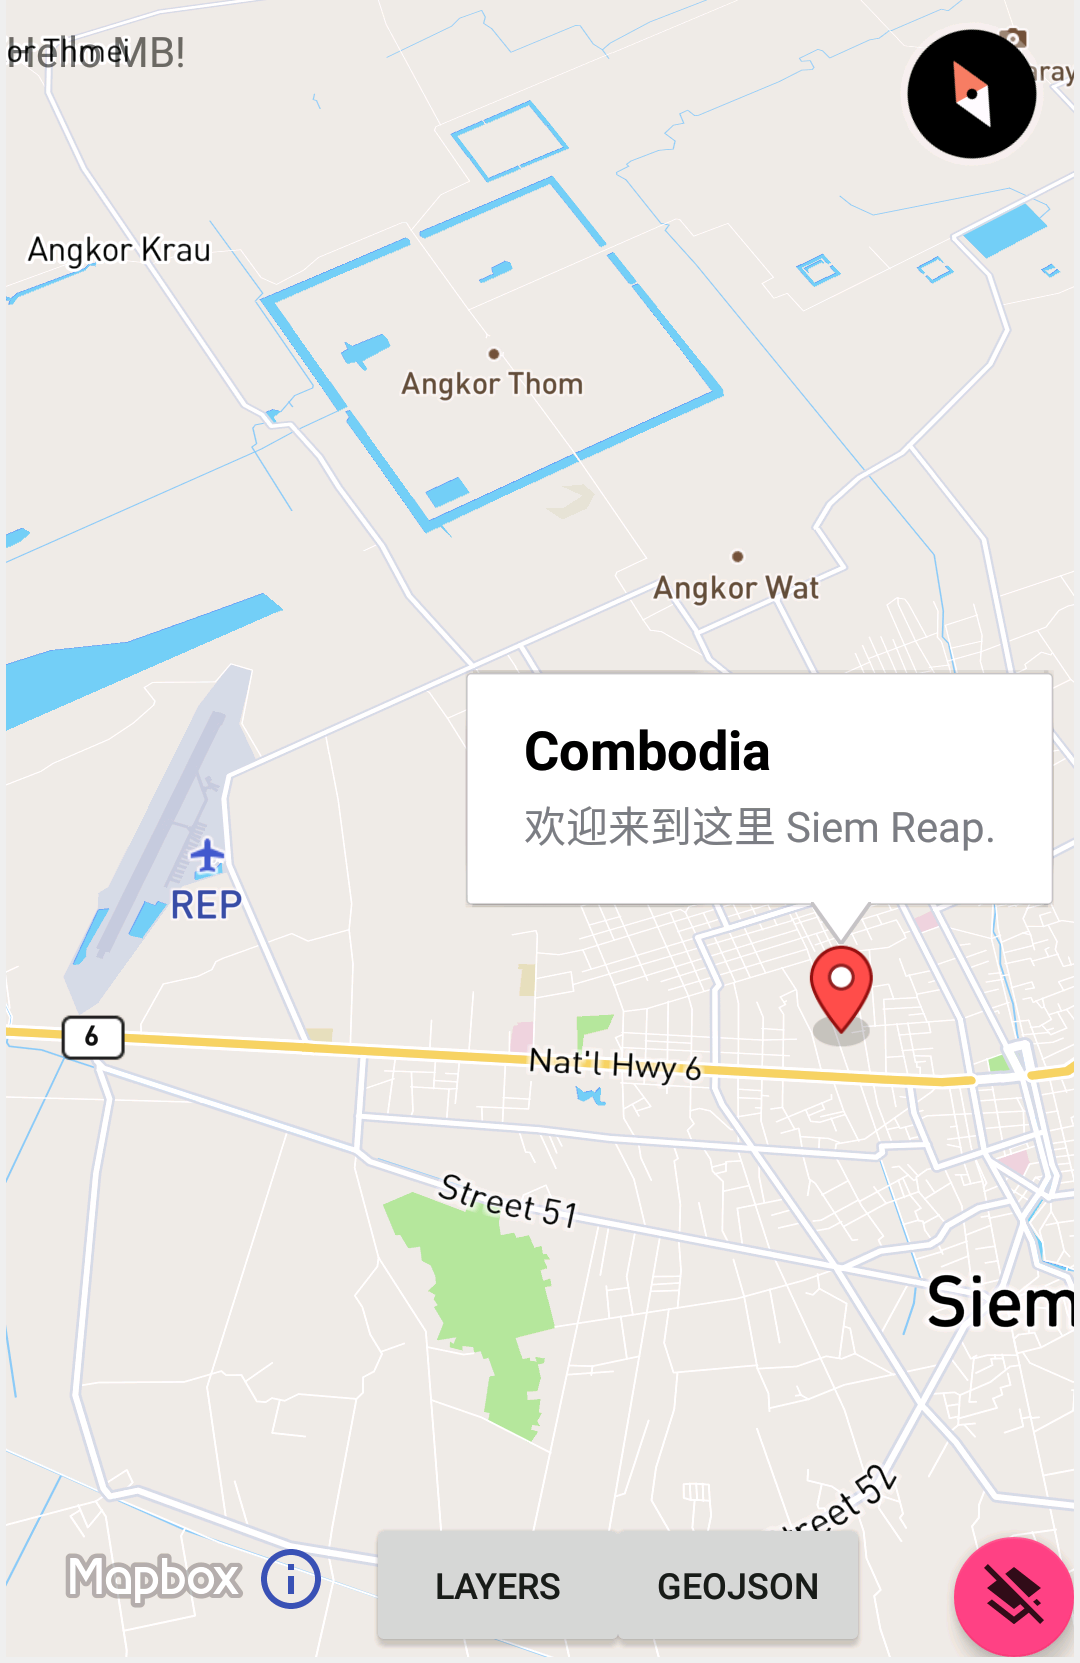 or Thmei
Hello MB!
aray
Angkor Krau
Angkor Thom
Angkor Wat
Combodia
欢迎来到这里 Siem Reap.
REP
6
Nat'l Hwy 6
Street 51
Siem
treet 52
Mapbox
LAYERS
GEOJSON